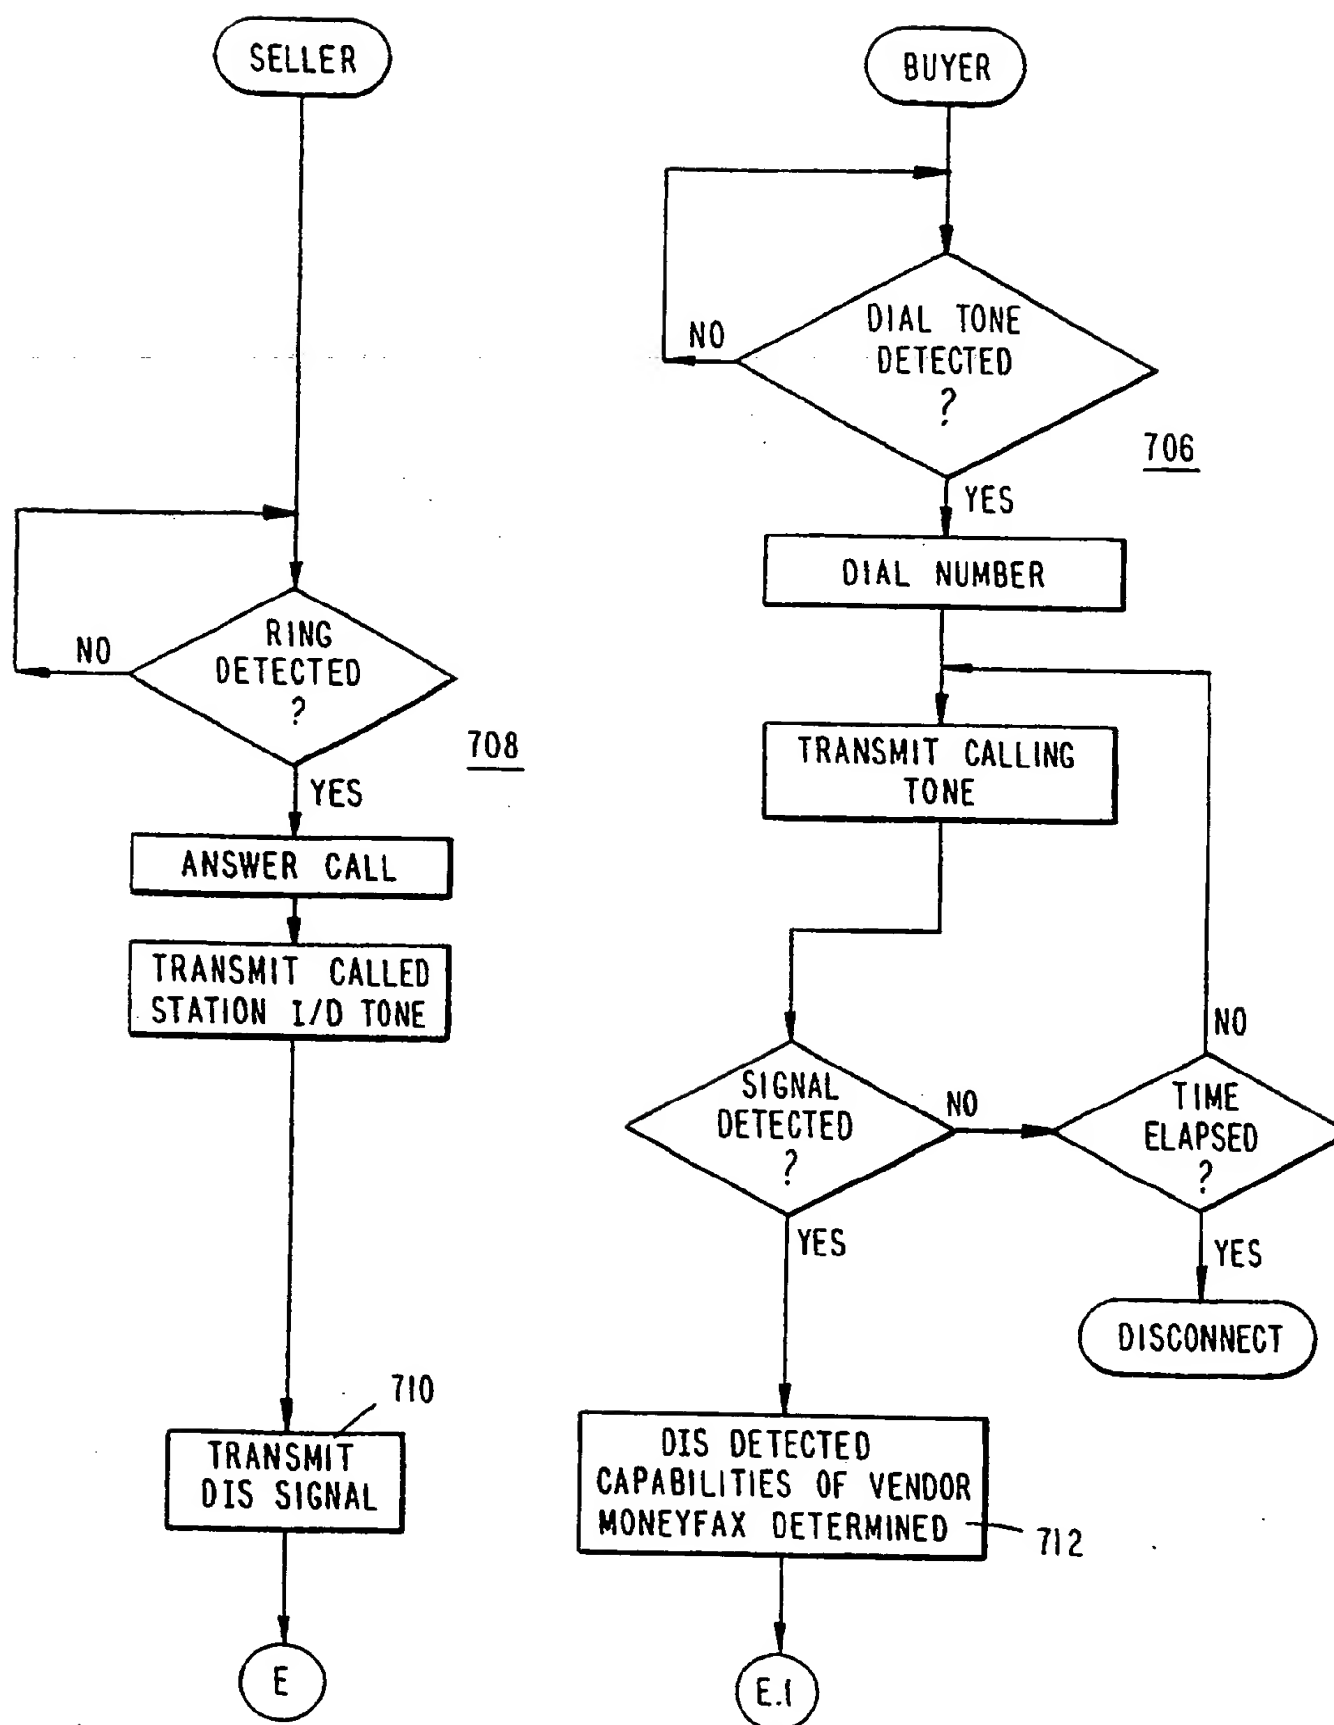 SELLER
RING
DETECTED
?
NO
708
YES
ANSWER CALL
TRANSMIT CALLED
STATION I/D TONE
710
TRANSMIT
DIS SIGNAL
E
BUYER
DIAL TONE
DETECTED
?
NO
706
YES
DIAL NUMBER
TRANSMIT CALLING
TONE
SIGNAL
DETECTED
?
NO
TIME
ELAPSED
?
NO
YES
DISCONNECT
YES
DIS DETECTED
CAPABILITIES OF VENDOR
MONEYFAX DETERMINED
712
E.1